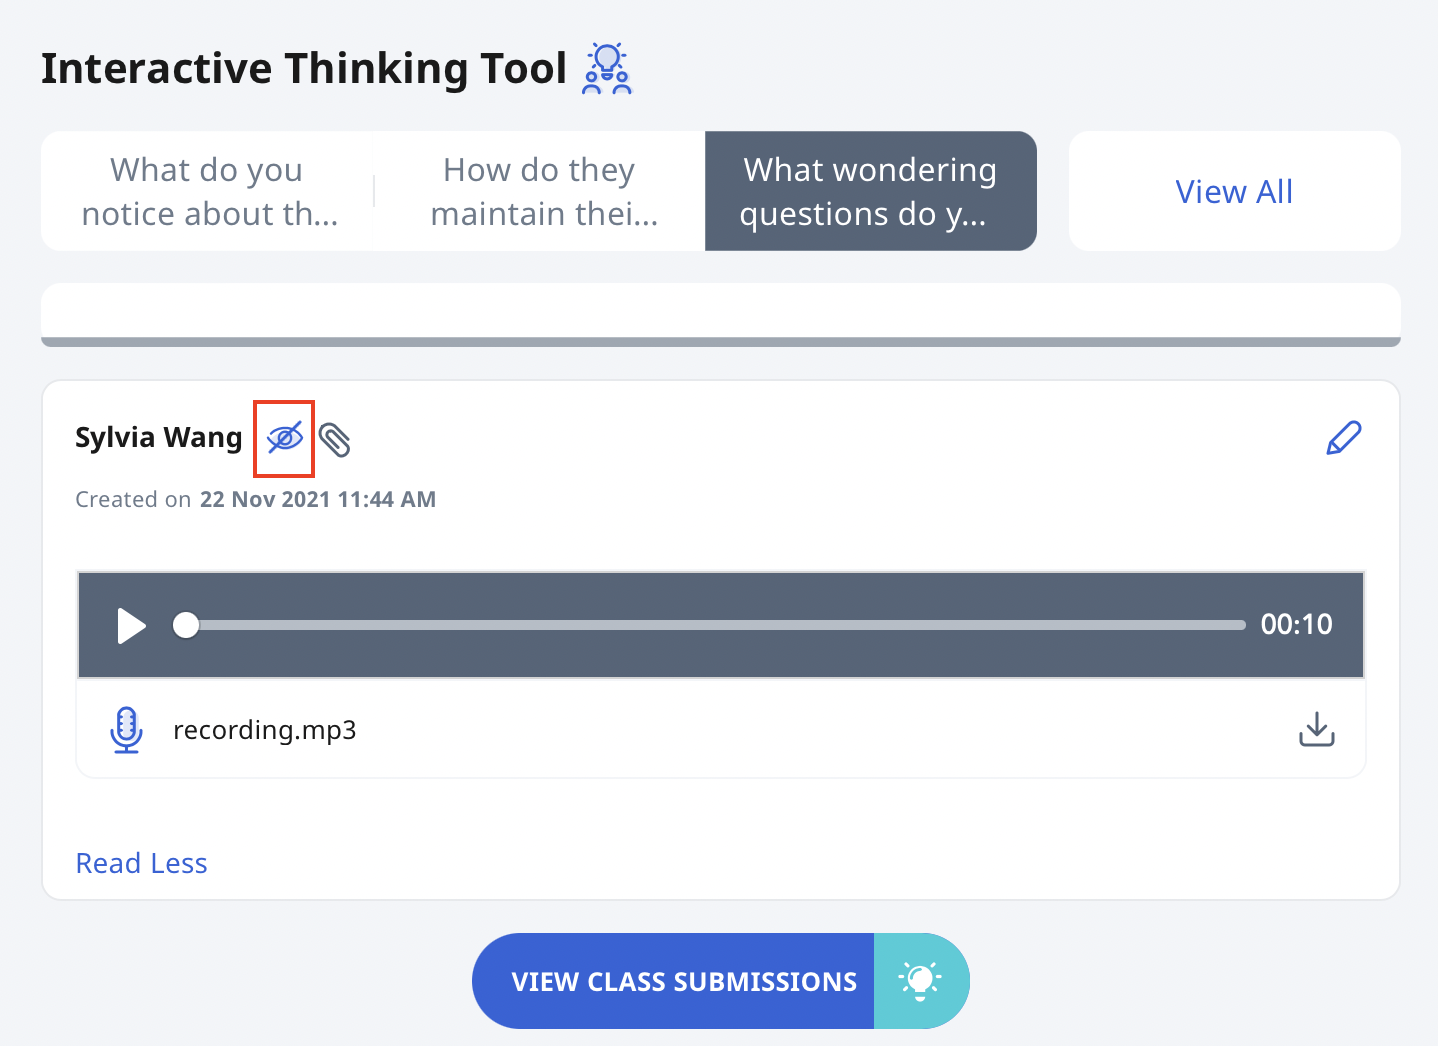 Interactive Thinking Tool
What do you
notice about th...
How do they
maintain thei...
What wondering
questions do y...
View All
Sylvia Wang
Created on 22 Nov 2021 11:44 AM
00:10
recording.mp3
Read Less
VIEW CLASS SUBMISSIONS